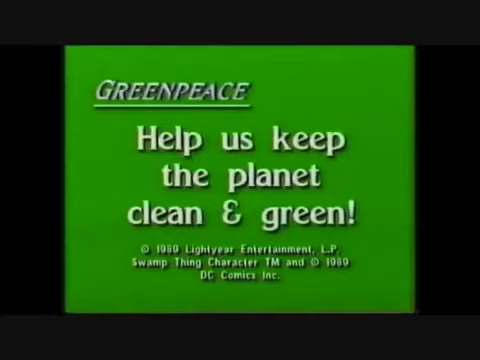 GREENPEACE
Help us keep
the planet
clean & green!
© 1989 Lightyear Entertainment, L.P.
Swamp Thing Character TM and © 1989
DC Comics Inc.